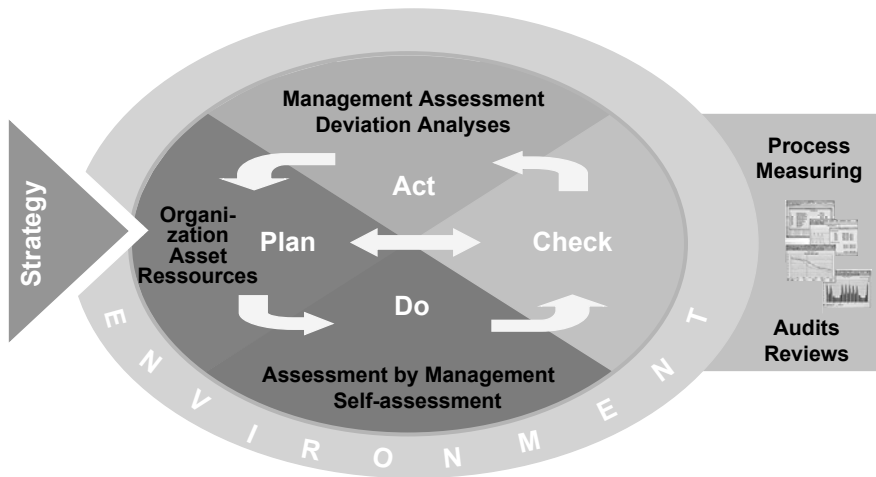 Strategy
Management Assessment
Deviation Analyses
Act
Organi-
zation
Asset
Ressources
Plan
Check
Do
Assessment by Management
Self-assessment
ENVIRONMENT
Process
Measuring
Audits
Reviews